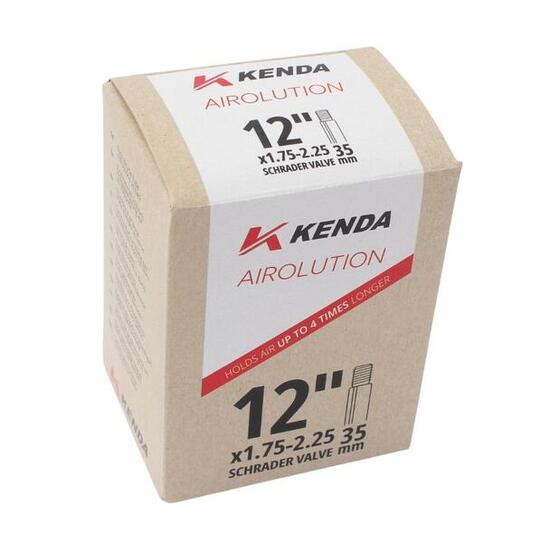 KENDA
AIROLUTION
12"
x1.75-2.25 35
SCHRADER VALVE mm
KENDA
AIROLUTION
HOLDS AIR UP TO 4 TIMES LONGER
12"
x1.75-2.25 35
SCHRADER VALVE mm